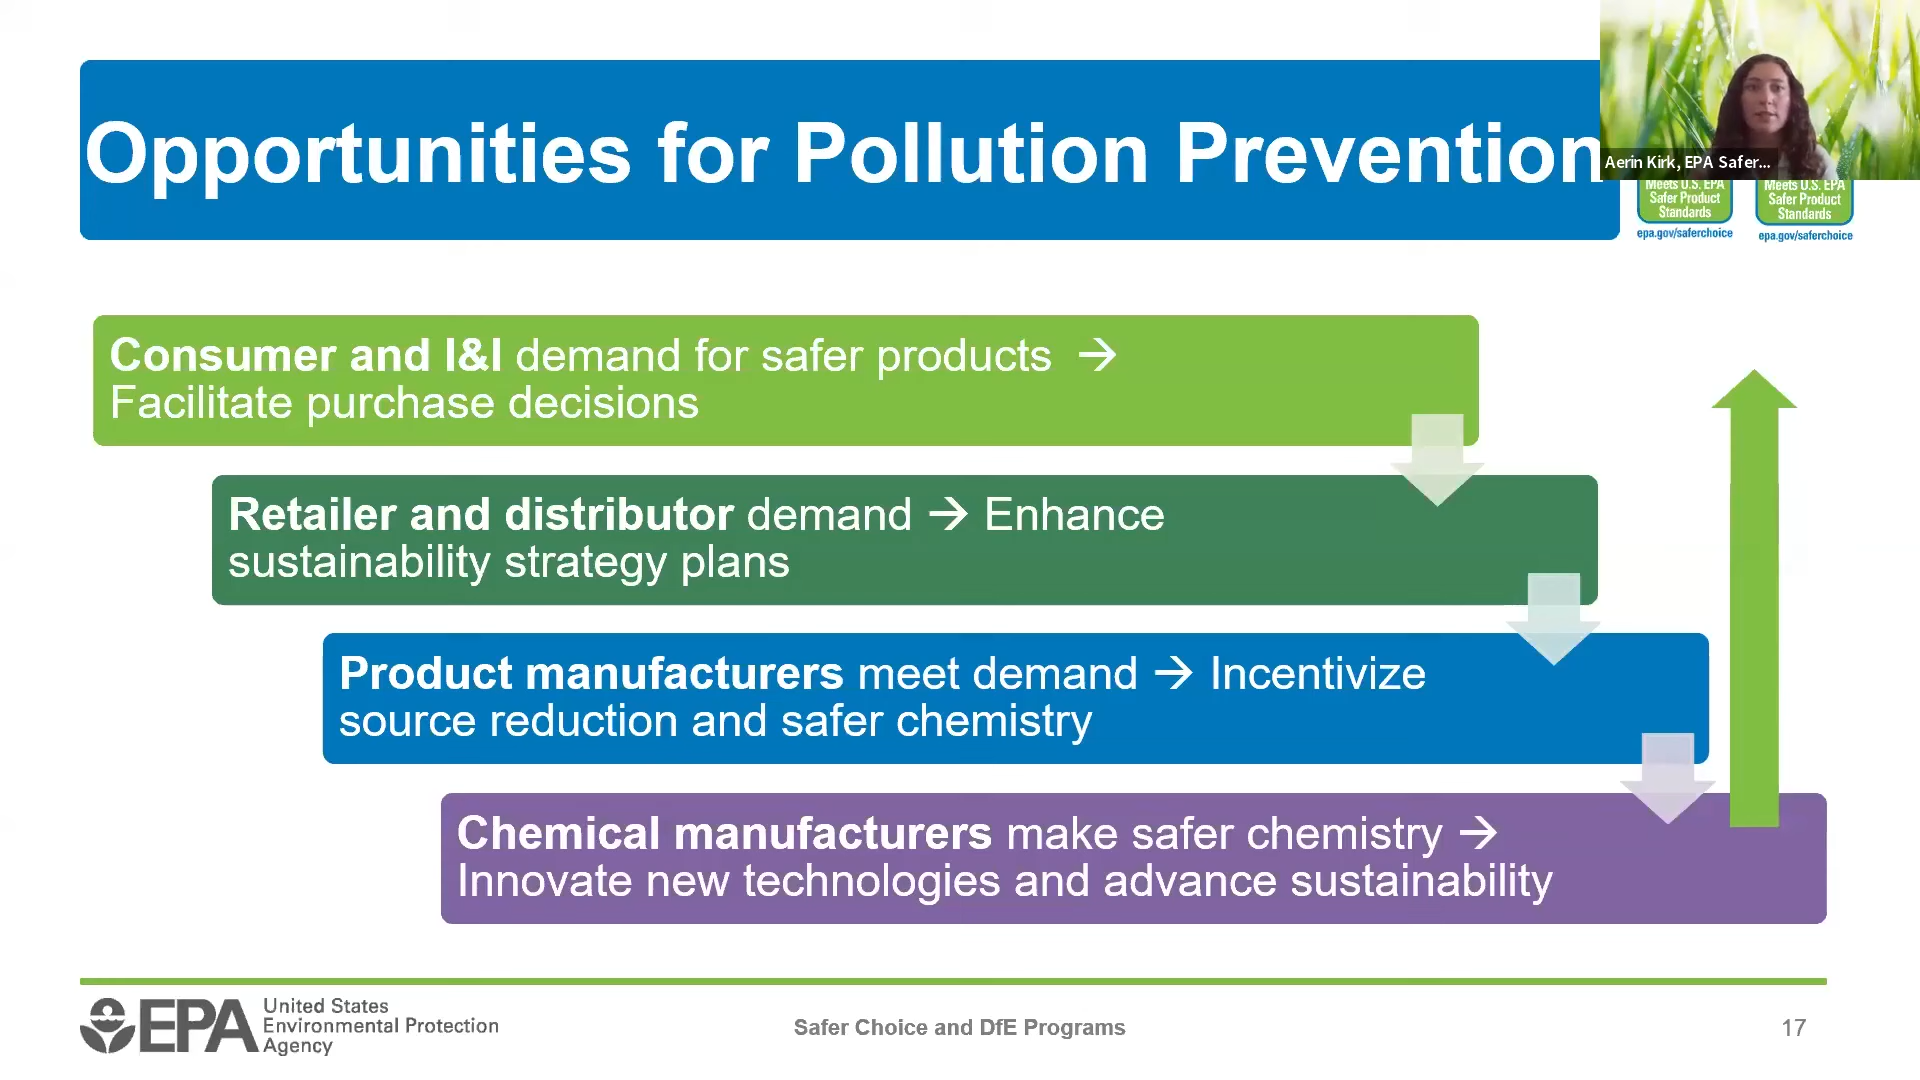 Opportunities for Pollution Prevention
Aerin Kirk, EPA Safer...
Meets U.S. EPA
Safer Product
Standards
epa.gov/saferchoice
Meets U.S. EPA
Safer Product
Standards
epa.gov/saferchoice
Consumer and I&I demand for safer products →
Facilitate purchase decisions
Retailer and distributor demand → Enhance
sustainability strategy plans
Product manufacturers meet demand → Incentivize
source reduction and safer chemistry
Chemical manufacturers make safer chemistry →
Innovate new technologies and advance sustainability
EPA
United States
Environmental Protection
Agency
Safer Choice and DfE Programs
17